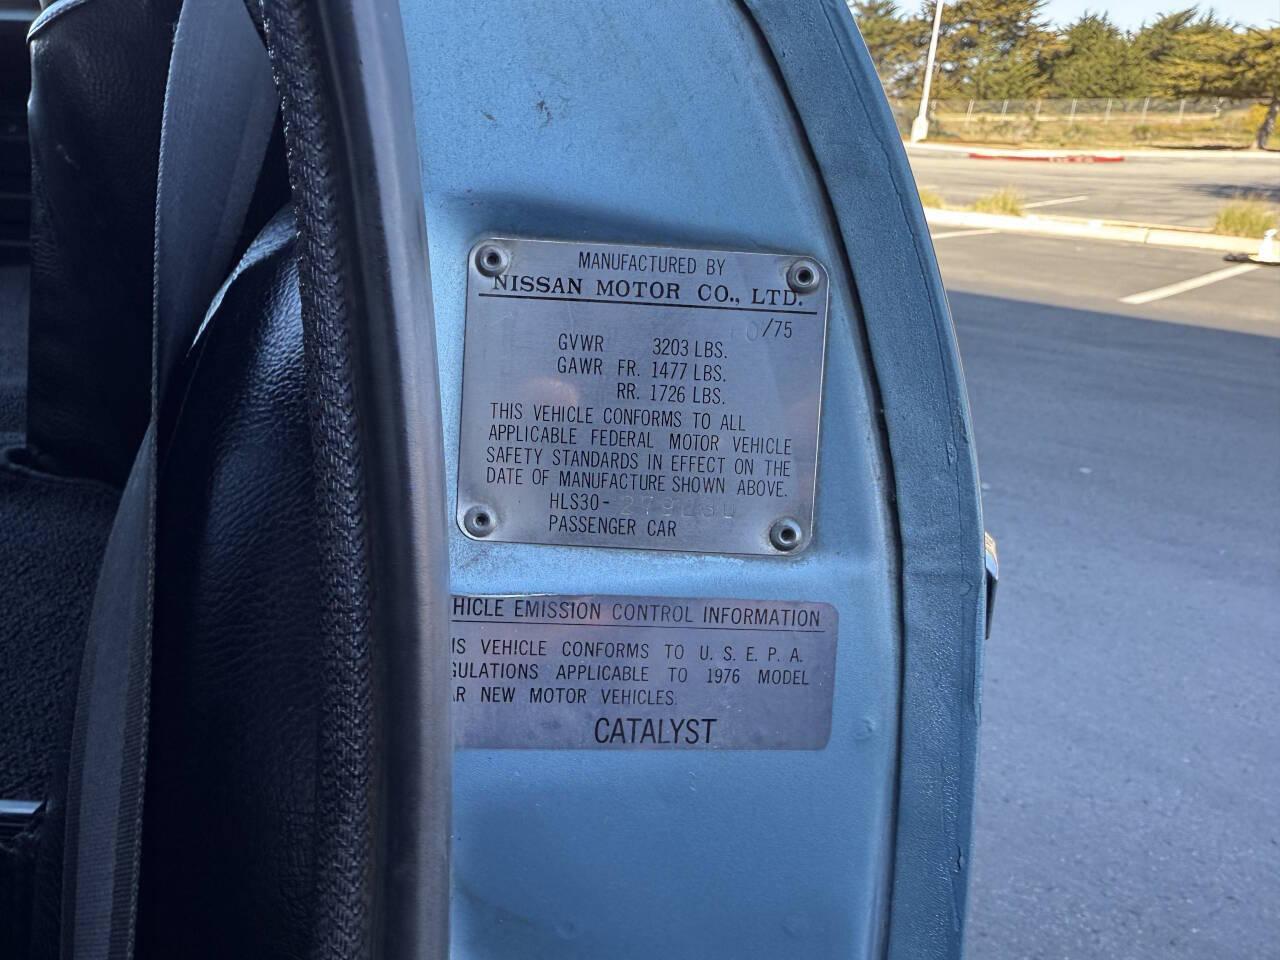 MANUFACTURED BY
NISSAN MOTOR CO., LTD.
/75
GVWR 3203 LBS.
GAWR FR. 1477 LBS.
RR. 1726 LBS.
THIS VEHICLE CONFORMS TO ALL
APPLICABLE FEDERAL MOTOR VEHICLE
SAFETY STANDARDS IN EFFECT ON THE
DATE OF MANUFACTURE SHOWN ABOVE.
HLS30-
PASSENGER CAR
HICLE EMISSION CONTROL INFORMATION
IS VEHICLE CONFORMS TO U. S. E. P. A.
GULATIONS APPLICABLE TO 1976 MODEL
AR NEW MOTOR VEHICLES.
CATALYST